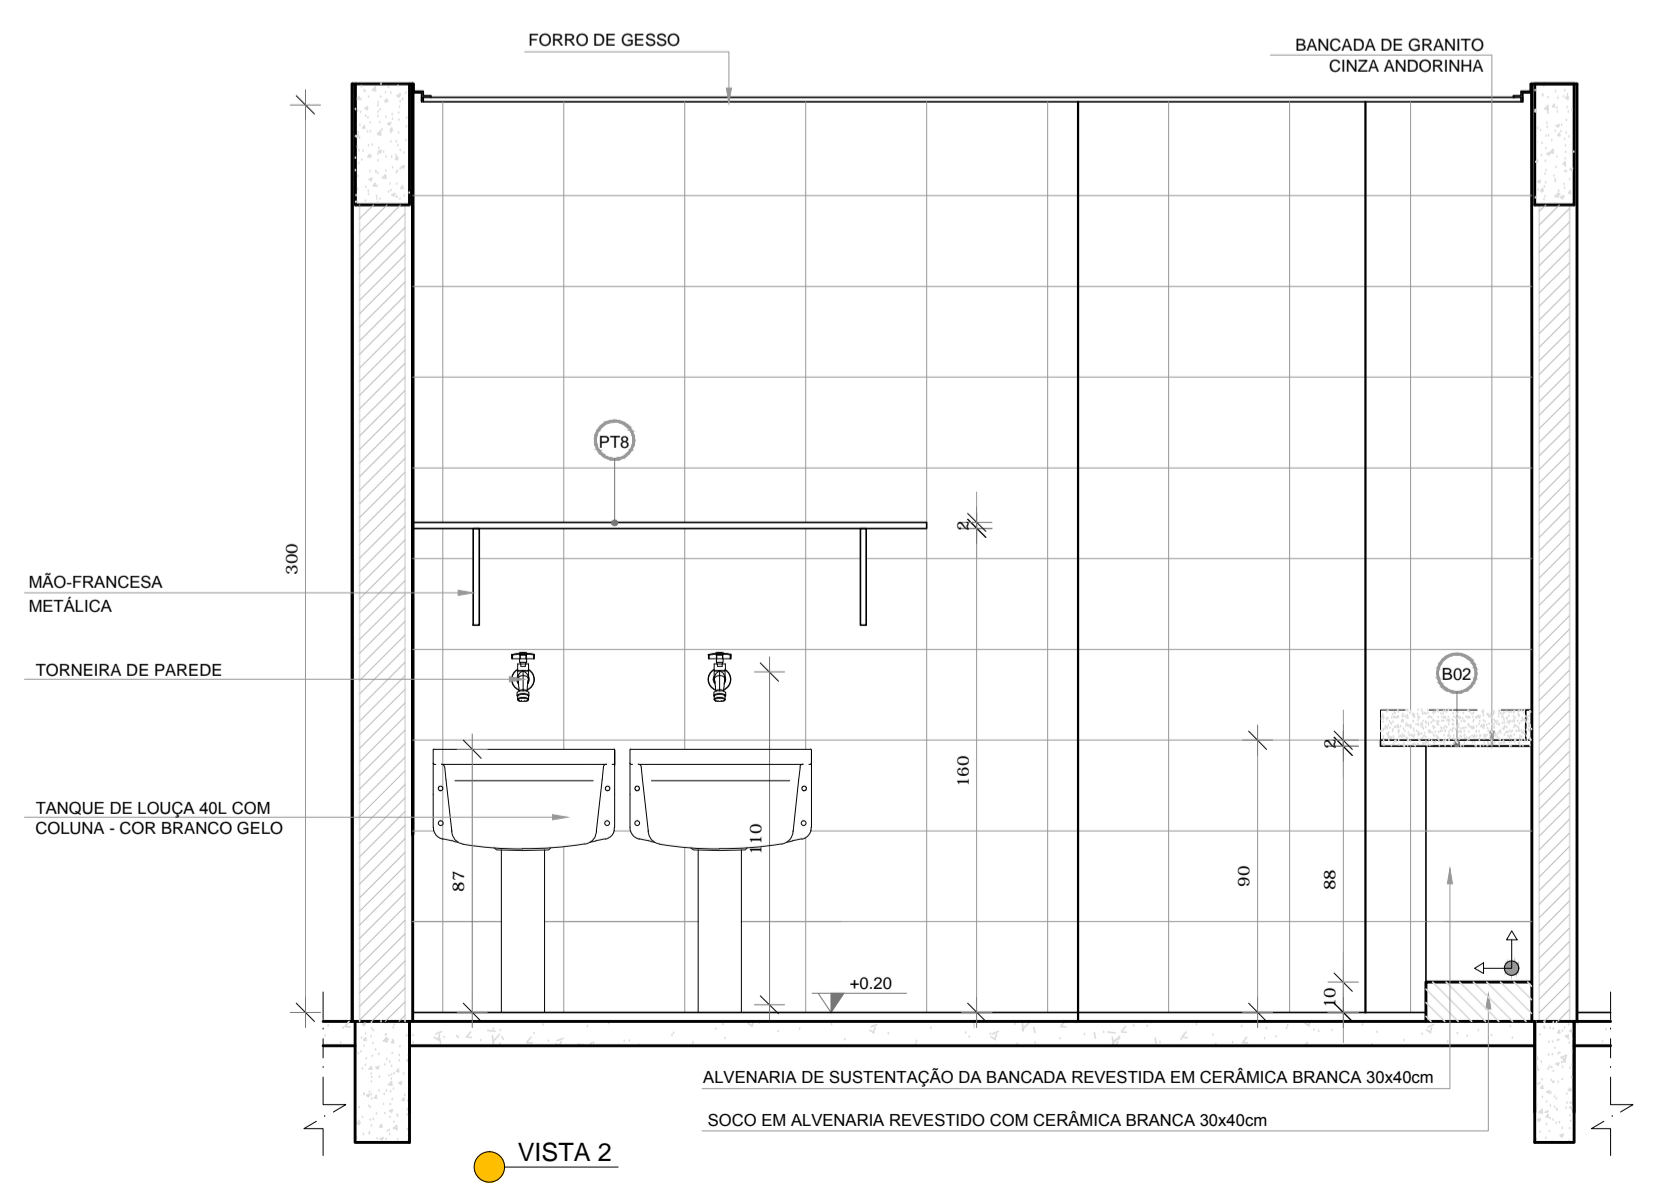 FORRO DE GESSO
BANCADA DE GRANITO
CINZA ANDORINHA
PT8
2
300
MÃO-FRANCESA
METÁLICA
TORNEIRA DE PAREDE
B02
2
160
TANQUE DE LOUÇA 40L COM
COLUNA - COR BRANCO GELO
110
87
90
88
+0.20
10
ALVENARIA DE SUSTENTAÇÃO DA BANCADA REVESTIDA EM CERÂMICA BRANCA 30x40cm
SOCO EM ALVENARIA REVESTIDO COM CERÂMICA BRANCA 30x40cm
VISTA 2